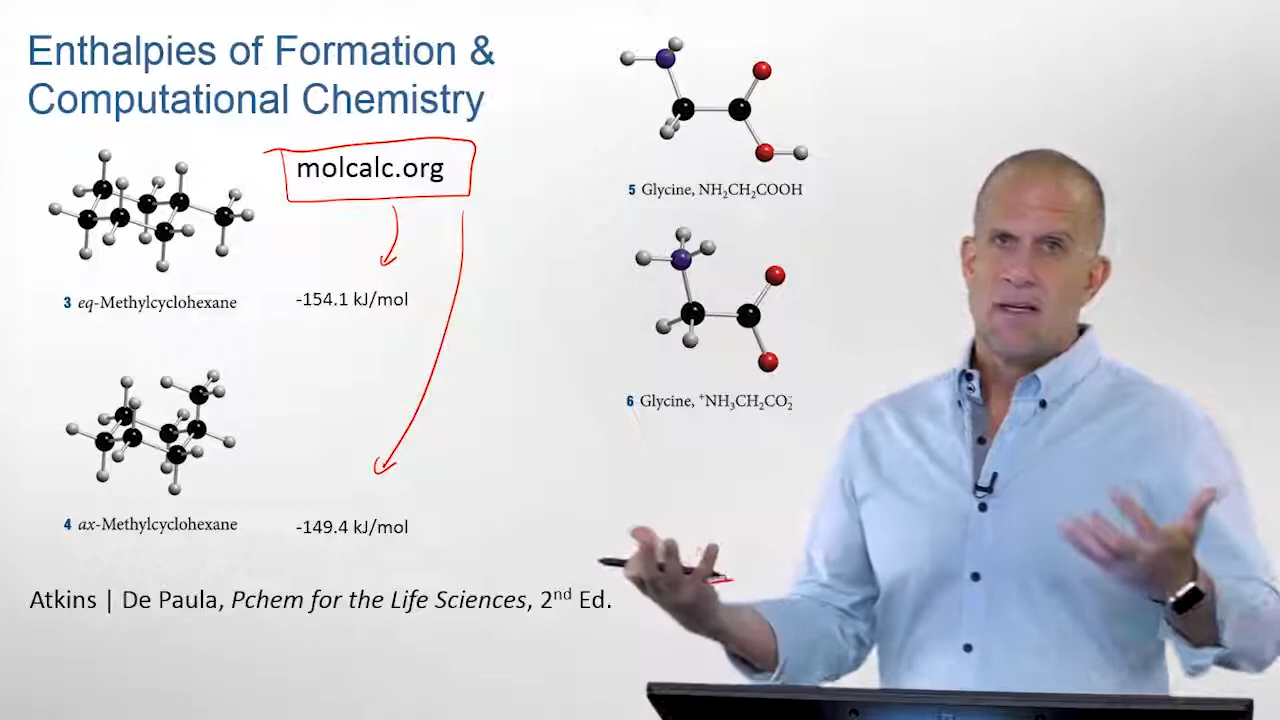 Enthalpies of Formation &
Computational Chemistry
molcalc.org
3 eq-Methylcyclohexane
-154.1 kJ/mol
4 ax-Methylcyclohexane
-149.4 kJ/mol
5 Glycine, NH₂CH₂COOH
6 Glycine, ⁺NH₃CH₂CO₂⁻
Atkins | De Paula, Pchem for the Life Sciences, 2nd Ed.